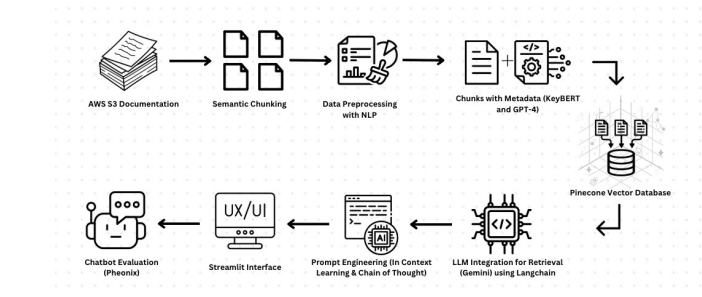 AWS S3 Documentation
Semantic Chunking
Data Preprocessing
with NLP
</>
Chunks with Metadata (KeyBERT
and GPT-4)
Pinecone Vector Database
</>
LLM Integration for Retrieval
(Gemini) using Langchain
AI
Prompt Engineering (In Context
Learning & Chain of Thought)
UX/UI
Streamlit Interface
Chatbot Evaluation
(Pheonix)